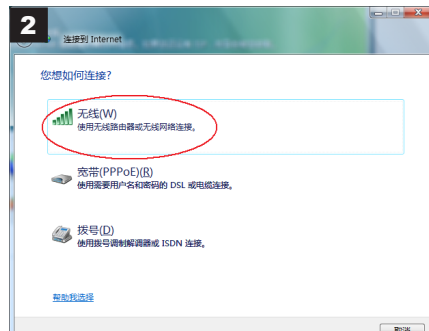 2
连接到 Internet
您想如何连接?
无线(W)
使用无线路由器或无线网络连接。
宽带(PPPoE)(R)
使用需要用户名和密码的 DSL 或电缆连接。
拨号(D)
使用拨号调制解调器或 ISDN 连接。
帮助我选择
取消